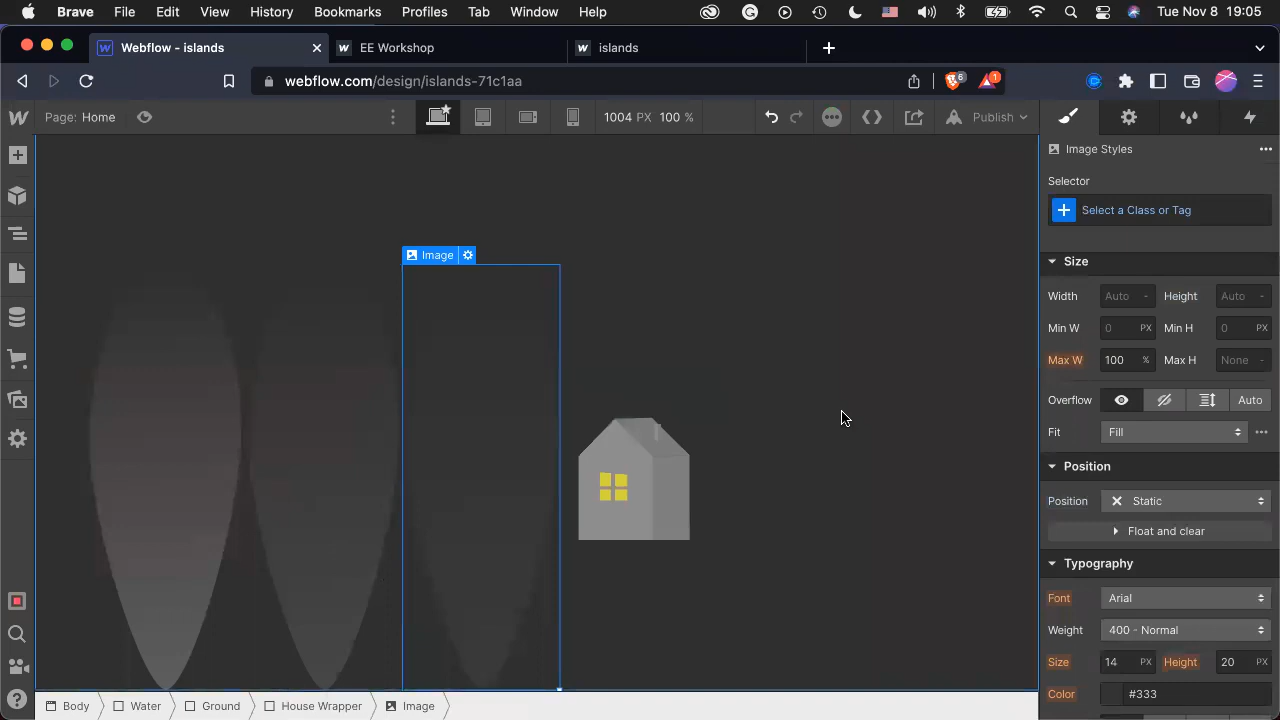 Brave File Edit View History Bookmarks Profiles Tab Window Help Tue Nov 8 19:05
Webflow - islands EE Workshop islands
webflow.com/design/islands-71c1aa 6 1
Page: Home 1004 PX 100 % Publish
Image Styles
Selector
Select a Class or Tag
Size
Width Auto - Height Auto -
Min W 0 PX Min H 0 PX
Max W 100 % Max H None -
Overflow Auto
Fit Fill
Position
Position Static
Float and clear
Typography
Font Arial
Weight 400 - Normal
Size 14 PX Height 20 PX
Color #333
Image
Body Water Ground House Wrapper Image